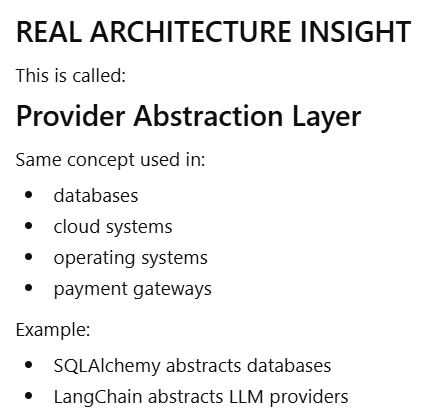 REAL ARCHITECTURE INSIGHT
This is called:
Provider Abstraction Layer
Same concept used in:
• databases
• cloud systems
• operating systems
• payment gateways
Example:
• SQLAlchemy abstracts databases
• LangChain abstracts LLM providers